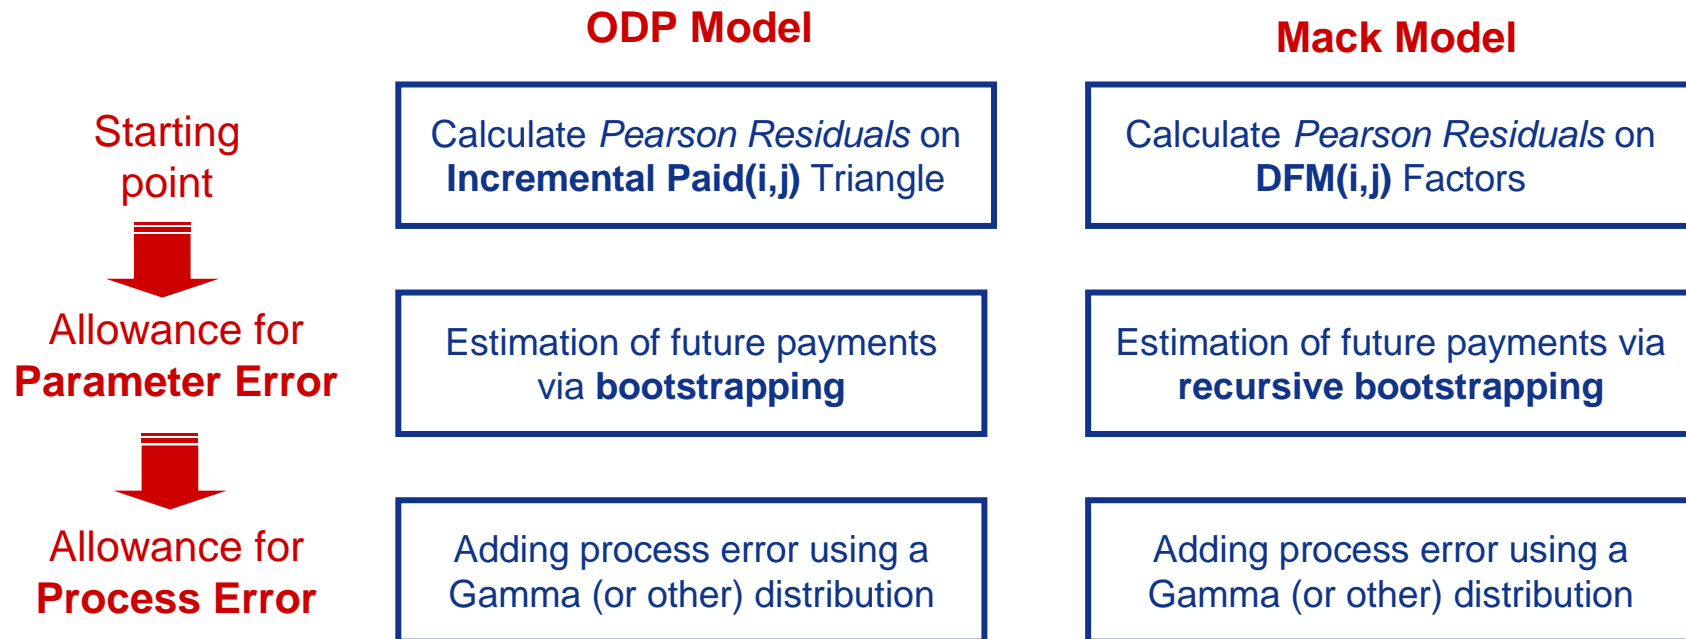 ODP Model
Mack Model
Starting
point
Calculate Pearson Residuals on
Incremental Paid(i,j) Triangle
Calculate Pearson Residuals on
DFM(i,j) Factors
Allowance for
Parameter Error
Estimation of future payments
via bootstrapping
Estimation of future payments via
recursive bootstrapping
Allowance for
Process Error
Adding process error using a
Gamma (or other) distribution
Adding process error using a
Gamma (or other) distribution